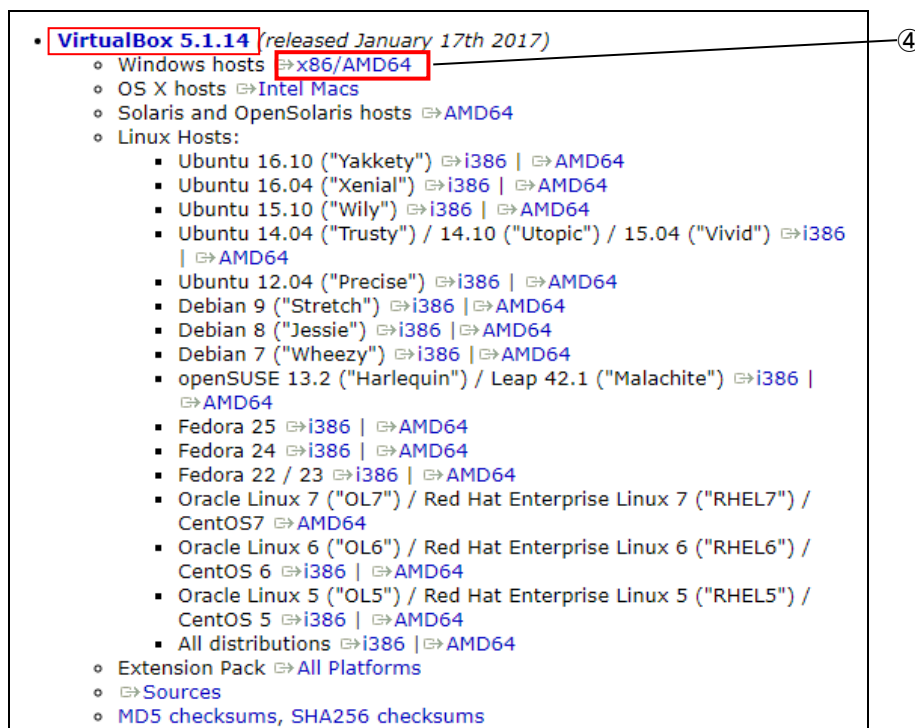 • VirtualBox 5.1.14 (released January 17th 2017)
④
◦ Windows hosts x86/AMD64
◦ OS X hosts Intel Macs
◦ Solaris and OpenSolaris hosts AMD64
◦ Linux Hosts:
▪ Ubuntu 16.10 ("Yakkety") i386 | AMD64
▪ Ubuntu 16.04 ("Xenial") i386 | AMD64
▪ Ubuntu 15.10 ("Wily") i386 | AMD64
▪ Ubuntu 14.04 ("Trusty") / 14.10 ("Utopic") / 15.04 ("Vivid") i386
| AMD64
▪ Ubuntu 12.04 ("Precise") i386 | AMD64
▪ Debian 9 ("Stretch") i386 | AMD64
▪ Debian 8 ("Jessie") i386 | AMD64
▪ Debian 7 ("Wheezy") i386 | AMD64
▪ openSUSE 13.2 ("Harlequin") / Leap 42.1 ("Malachite") i386 |
AMD64
▪ Fedora 25 i386 | AMD64
▪ Fedora 24 i386 | AMD64
▪ Fedora 22 / 23 i386 | AMD64
▪ Oracle Linux 7 ("OL7") / Red Hat Enterprise Linux 7 ("RHEL7") /
CentOS7 AMD64
▪ Oracle Linux 6 ("OL6") / Red Hat Enterprise Linux 6 ("RHEL6") /
CentOS 6 i386 | AMD64
▪ Oracle Linux 5 ("OL5") / Red Hat Enterprise Linux 5 ("RHEL5") /
CentOS 5 i386 | AMD64
▪ All distributions i386 | AMD64
◦ Extension Pack All Platforms
◦ Sources
◦ MD5 checksums, SHA256 checksums